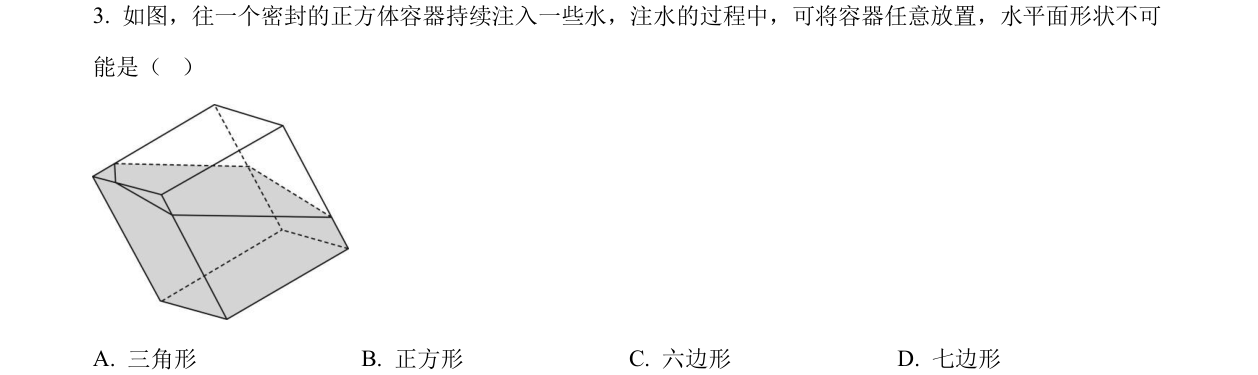 3. 如图，往一个密封的正方体容器持续注入一些水，注水的过程中，可将容器任意放置，水平面形状不可
能是（　）
A. 三角形 B. 正方形 C. 六边形 D. 七边形